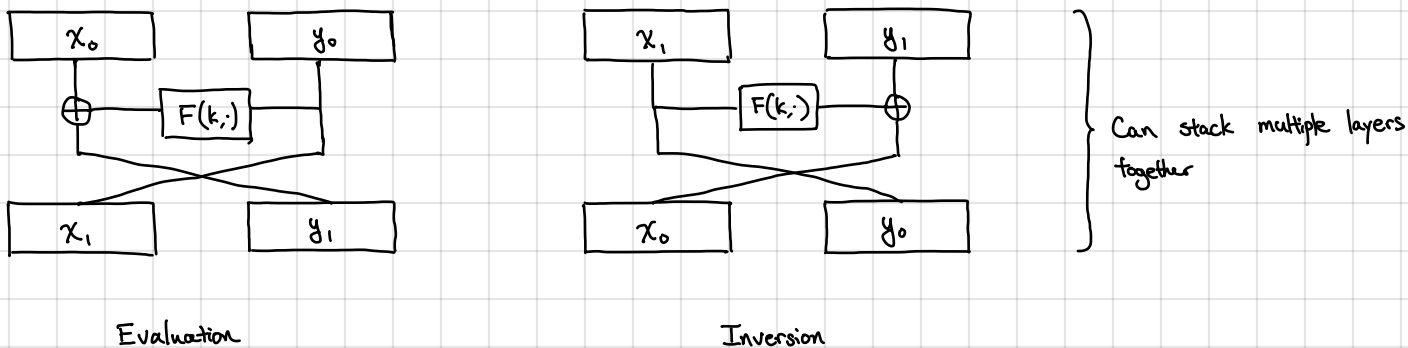 x₀ y₀ x₁ y₁
F(k,·) F(k,·)
Can stack multiple layers
together
x₁ y₁ x₀ y₀
Evaluation Inversion